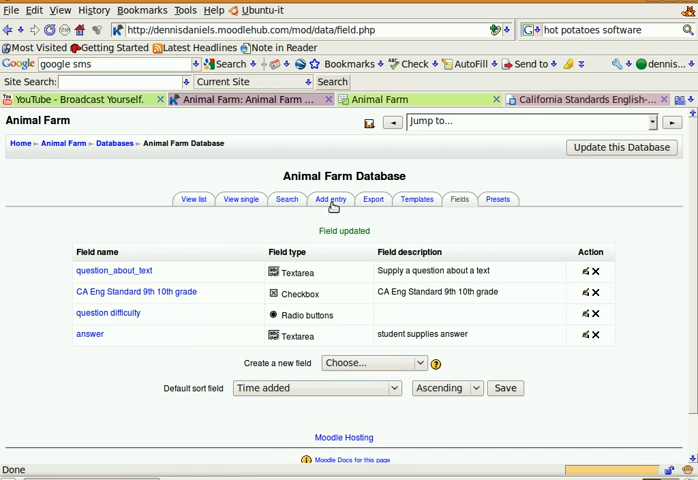 File Edit View History Bookmarks Tools Help Ubuntu-it
http://dennisdaniels.moodlehub.com/mod/data/field.php
hot potatoes software
Most Visited Getting Started Latest Headlines Note in Reader
Google google sms Search Bookmarks Check AutoFill Send to dennis...
Site Search: Current Site Search
YouTube - Broadcast Yourself. Animal Farm: Animal Farm ... Animal Farm California Standards English-...
Animal Farm
Jump to...
Home Animal Farm Databases Animal Farm Database
Update this Database
Animal Farm Database
View list View single Search Add entry Export Templates Fields Presets
Field updated
Field name Field type Field description Action
question_about_text Textarea Supply a question about a text
CA Eng Standard 9th 10th grade Checkbox CA Eng Standard 9th 10th grade
question difficulty Radio buttons
answer Textarea student supplies answer
Create a new field Choose...
Default sort field Time added Ascending Save
Moodle Hosting
Moodle Docs for this page
Done